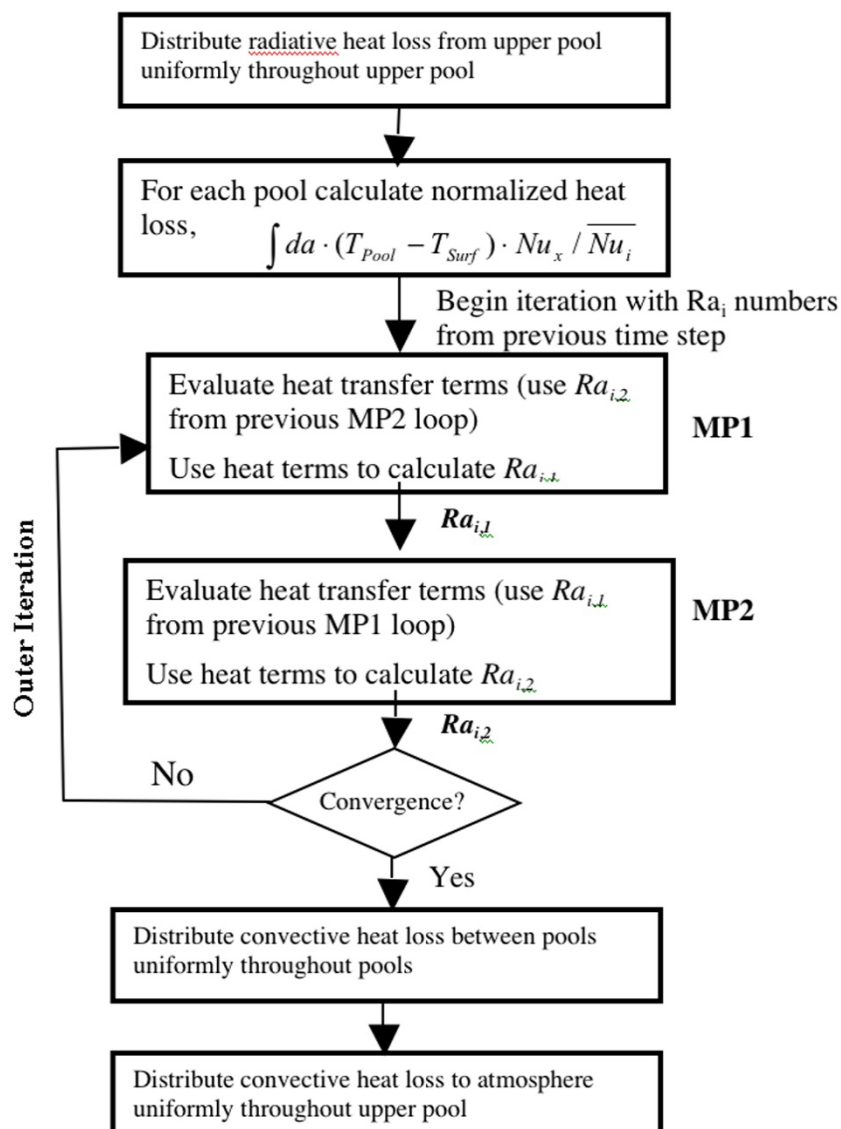 Distribute radiative heat loss from upper pool
uniformly throughout upper pool
For each pool calculate normalized heat
loss, ∫ da · (T_Pool − T_Surf) · Nu_x / \overline{Nu_i}
Begin iteration with Ra_i numbers
from previous time step
Evaluate heat transfer terms (use Ra_i,2
from previous MP2 loop)
Use heat terms to calculate Ra_i,1
MP1
Ra_i,1
Evaluate heat transfer terms (use Ra_i,1
from previous MP1 loop)
Use heat terms to calculate Ra_i,2
MP2
Ra_i,2
Outer Iteration
No
Convergence?
Yes
Distribute convective heat loss between pools
uniformly throughout pools
Distribute convective heat loss to atmosphere
uniformly throughout upper pool